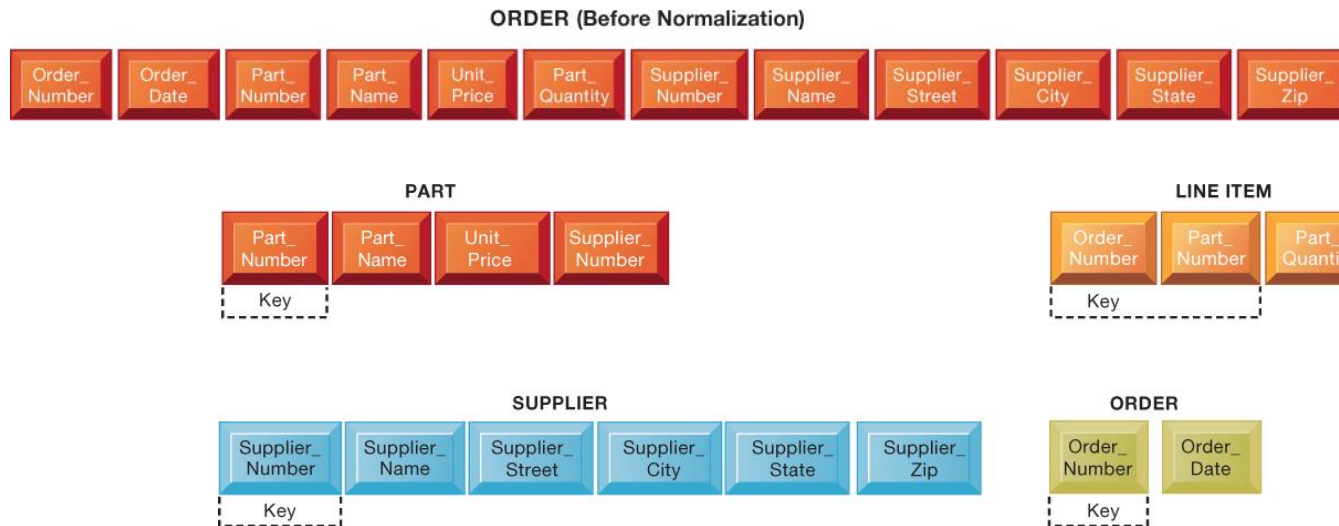 ORDER (Before Normalization)
Order_ Order_ Part_ Part_ Unit_ Part_ Supplier_ Supplier_ Supplier_ Supplier_ Supplier_ Supplier_
Number Date Number Name Price Quantity Number Name Street City State Zip
PART LINE ITEM
Part_ Part_ Unit_ Supplier_ Order_ Part_ Part_
Number Name Price Number Number Number Quanti
Key Key
SUPPLIER ORDER
Supplier_ Supplier_ Supplier_ Supplier_ Supplier_ Supplier_ Order_ Order_
Number Name Street City State Zip Number Date
Key Key